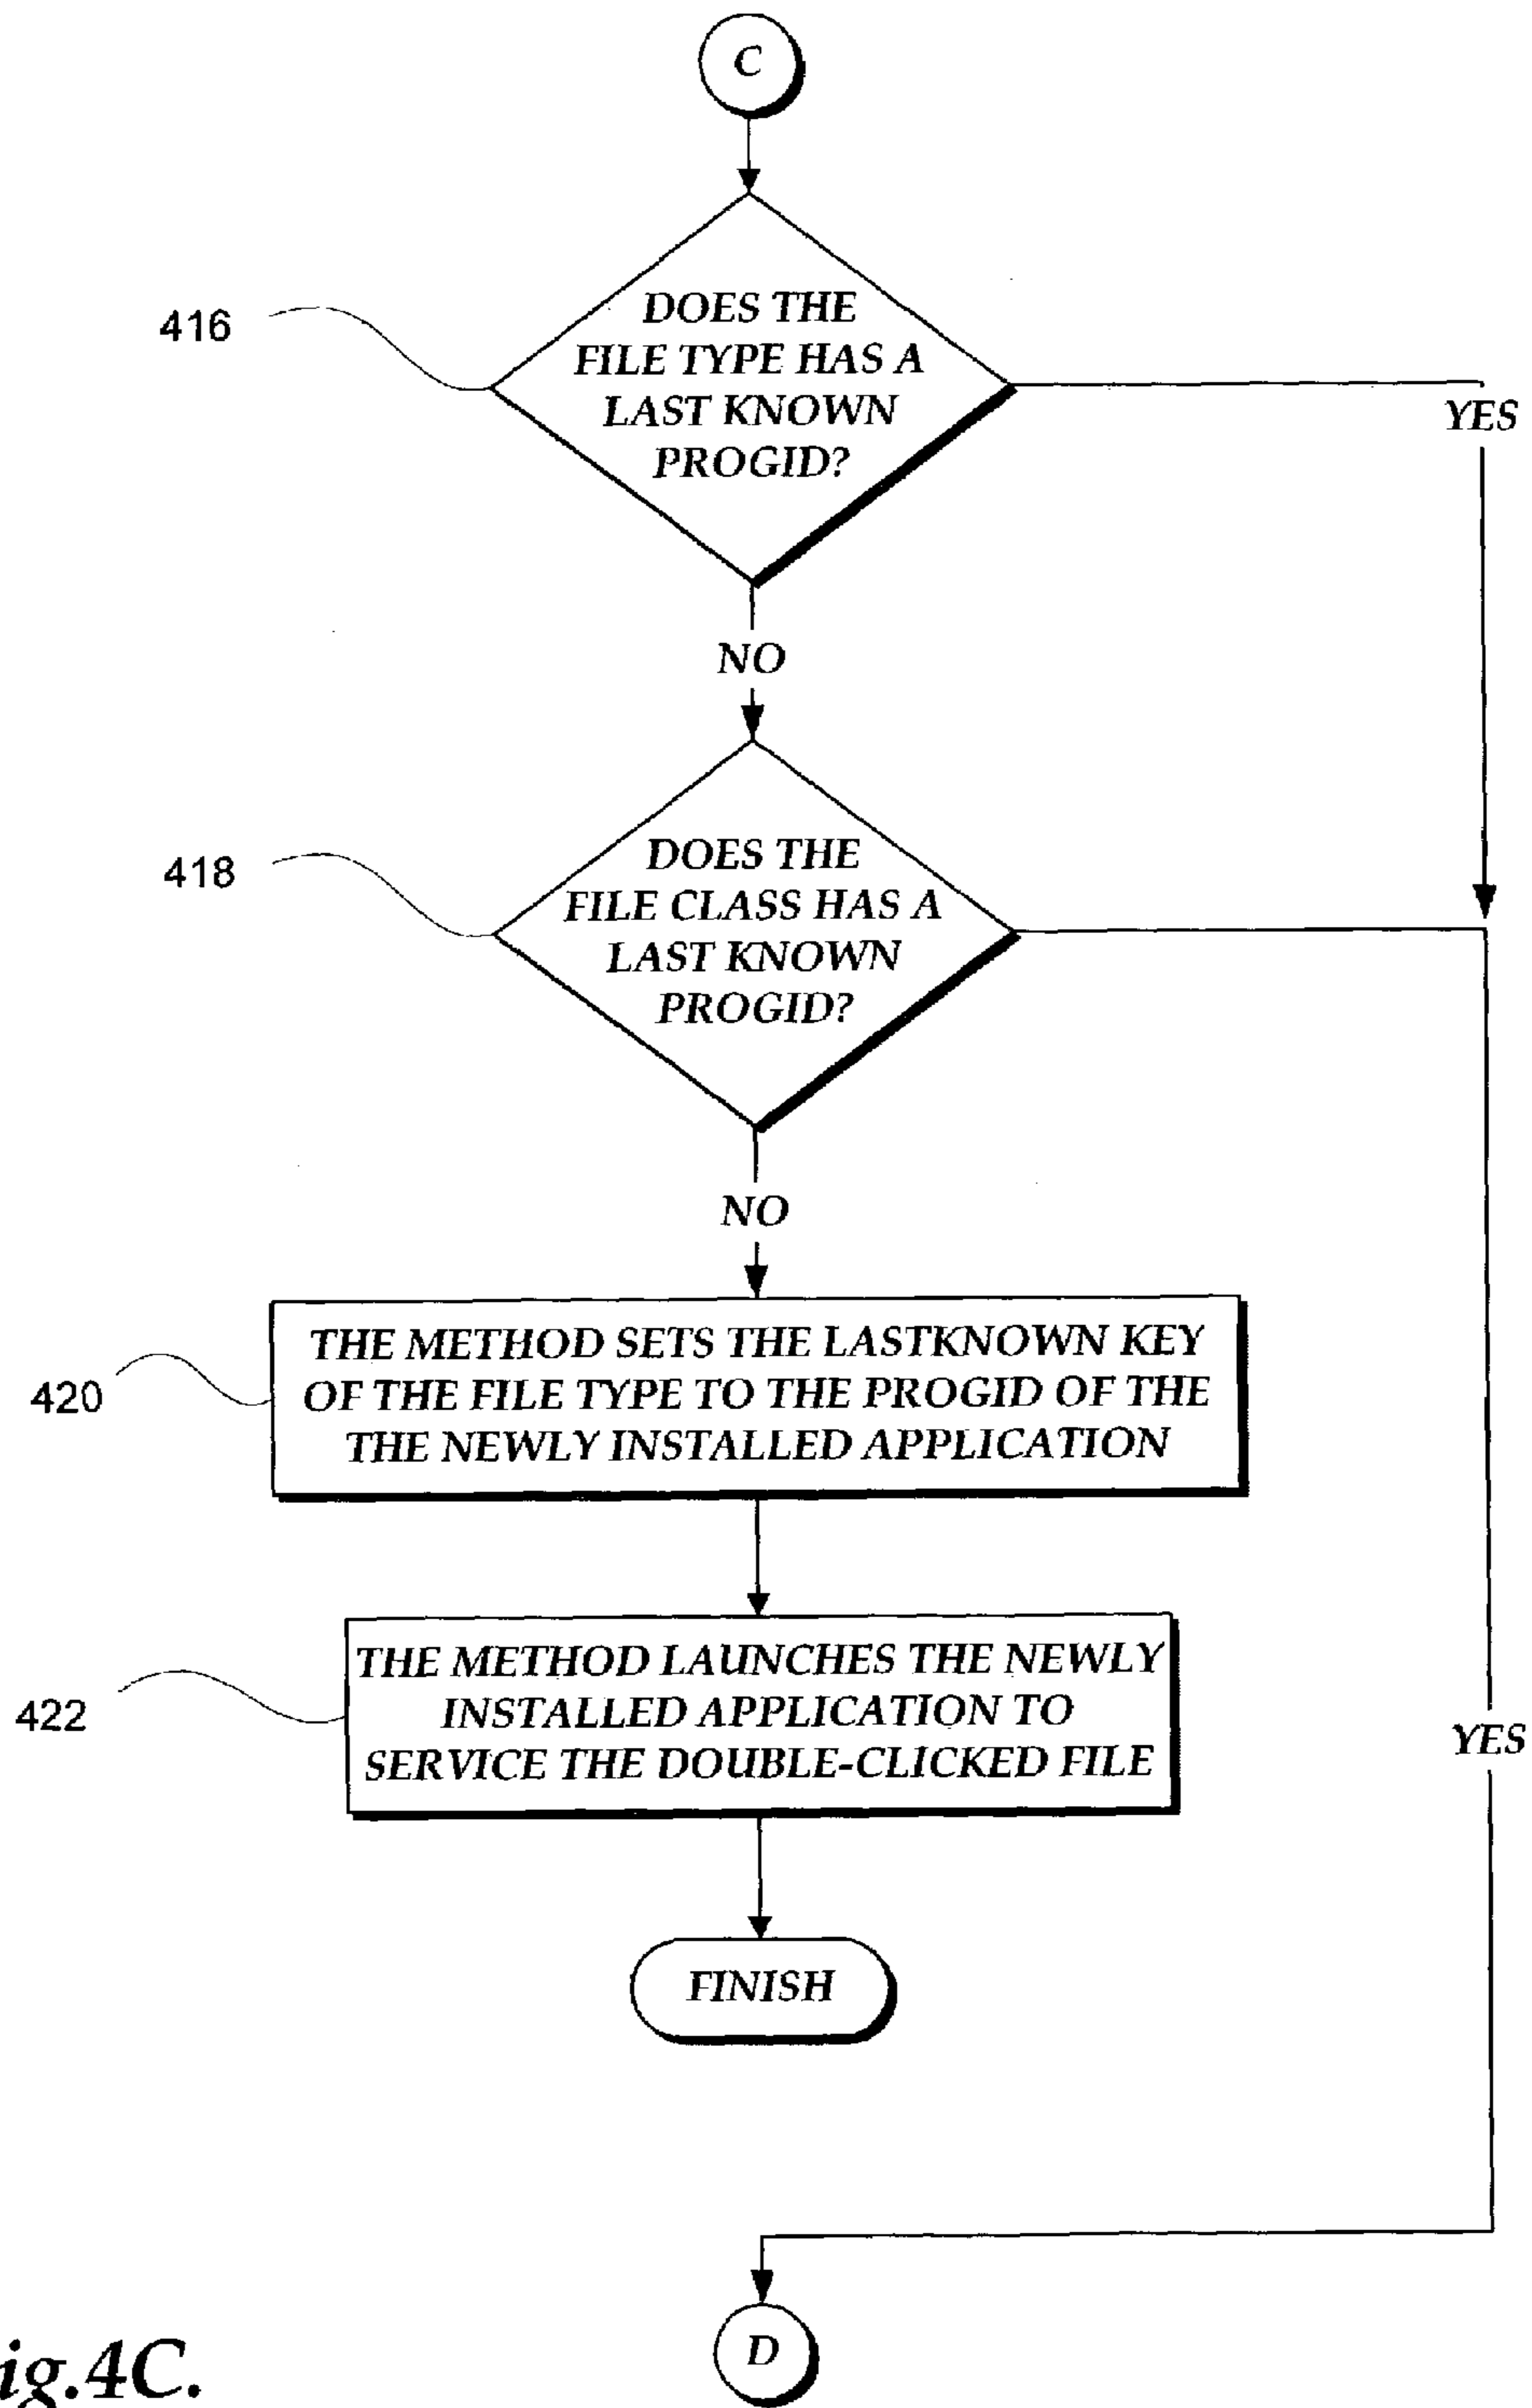 C
416
DOES THE
FILE TYPE HAS A
LAST KNOWN
PROGID?
YES
NO
418
DOES THE
FILE CLASS HAS A
LAST KNOWN
PROGID?
NO
420
THE METHOD SETS THE LASTKNOWN KEY
OF THE FILE TYPE TO THE PROGID OF THE
THE NEWLY INSTALLED APPLICATION
422
THE METHOD LAUNCHES THE NEWLY
INSTALLED APPLICATION TO
SERVICE THE DOUBLE-CLICKED FILE
YES
FINISH
D
ig.4C.